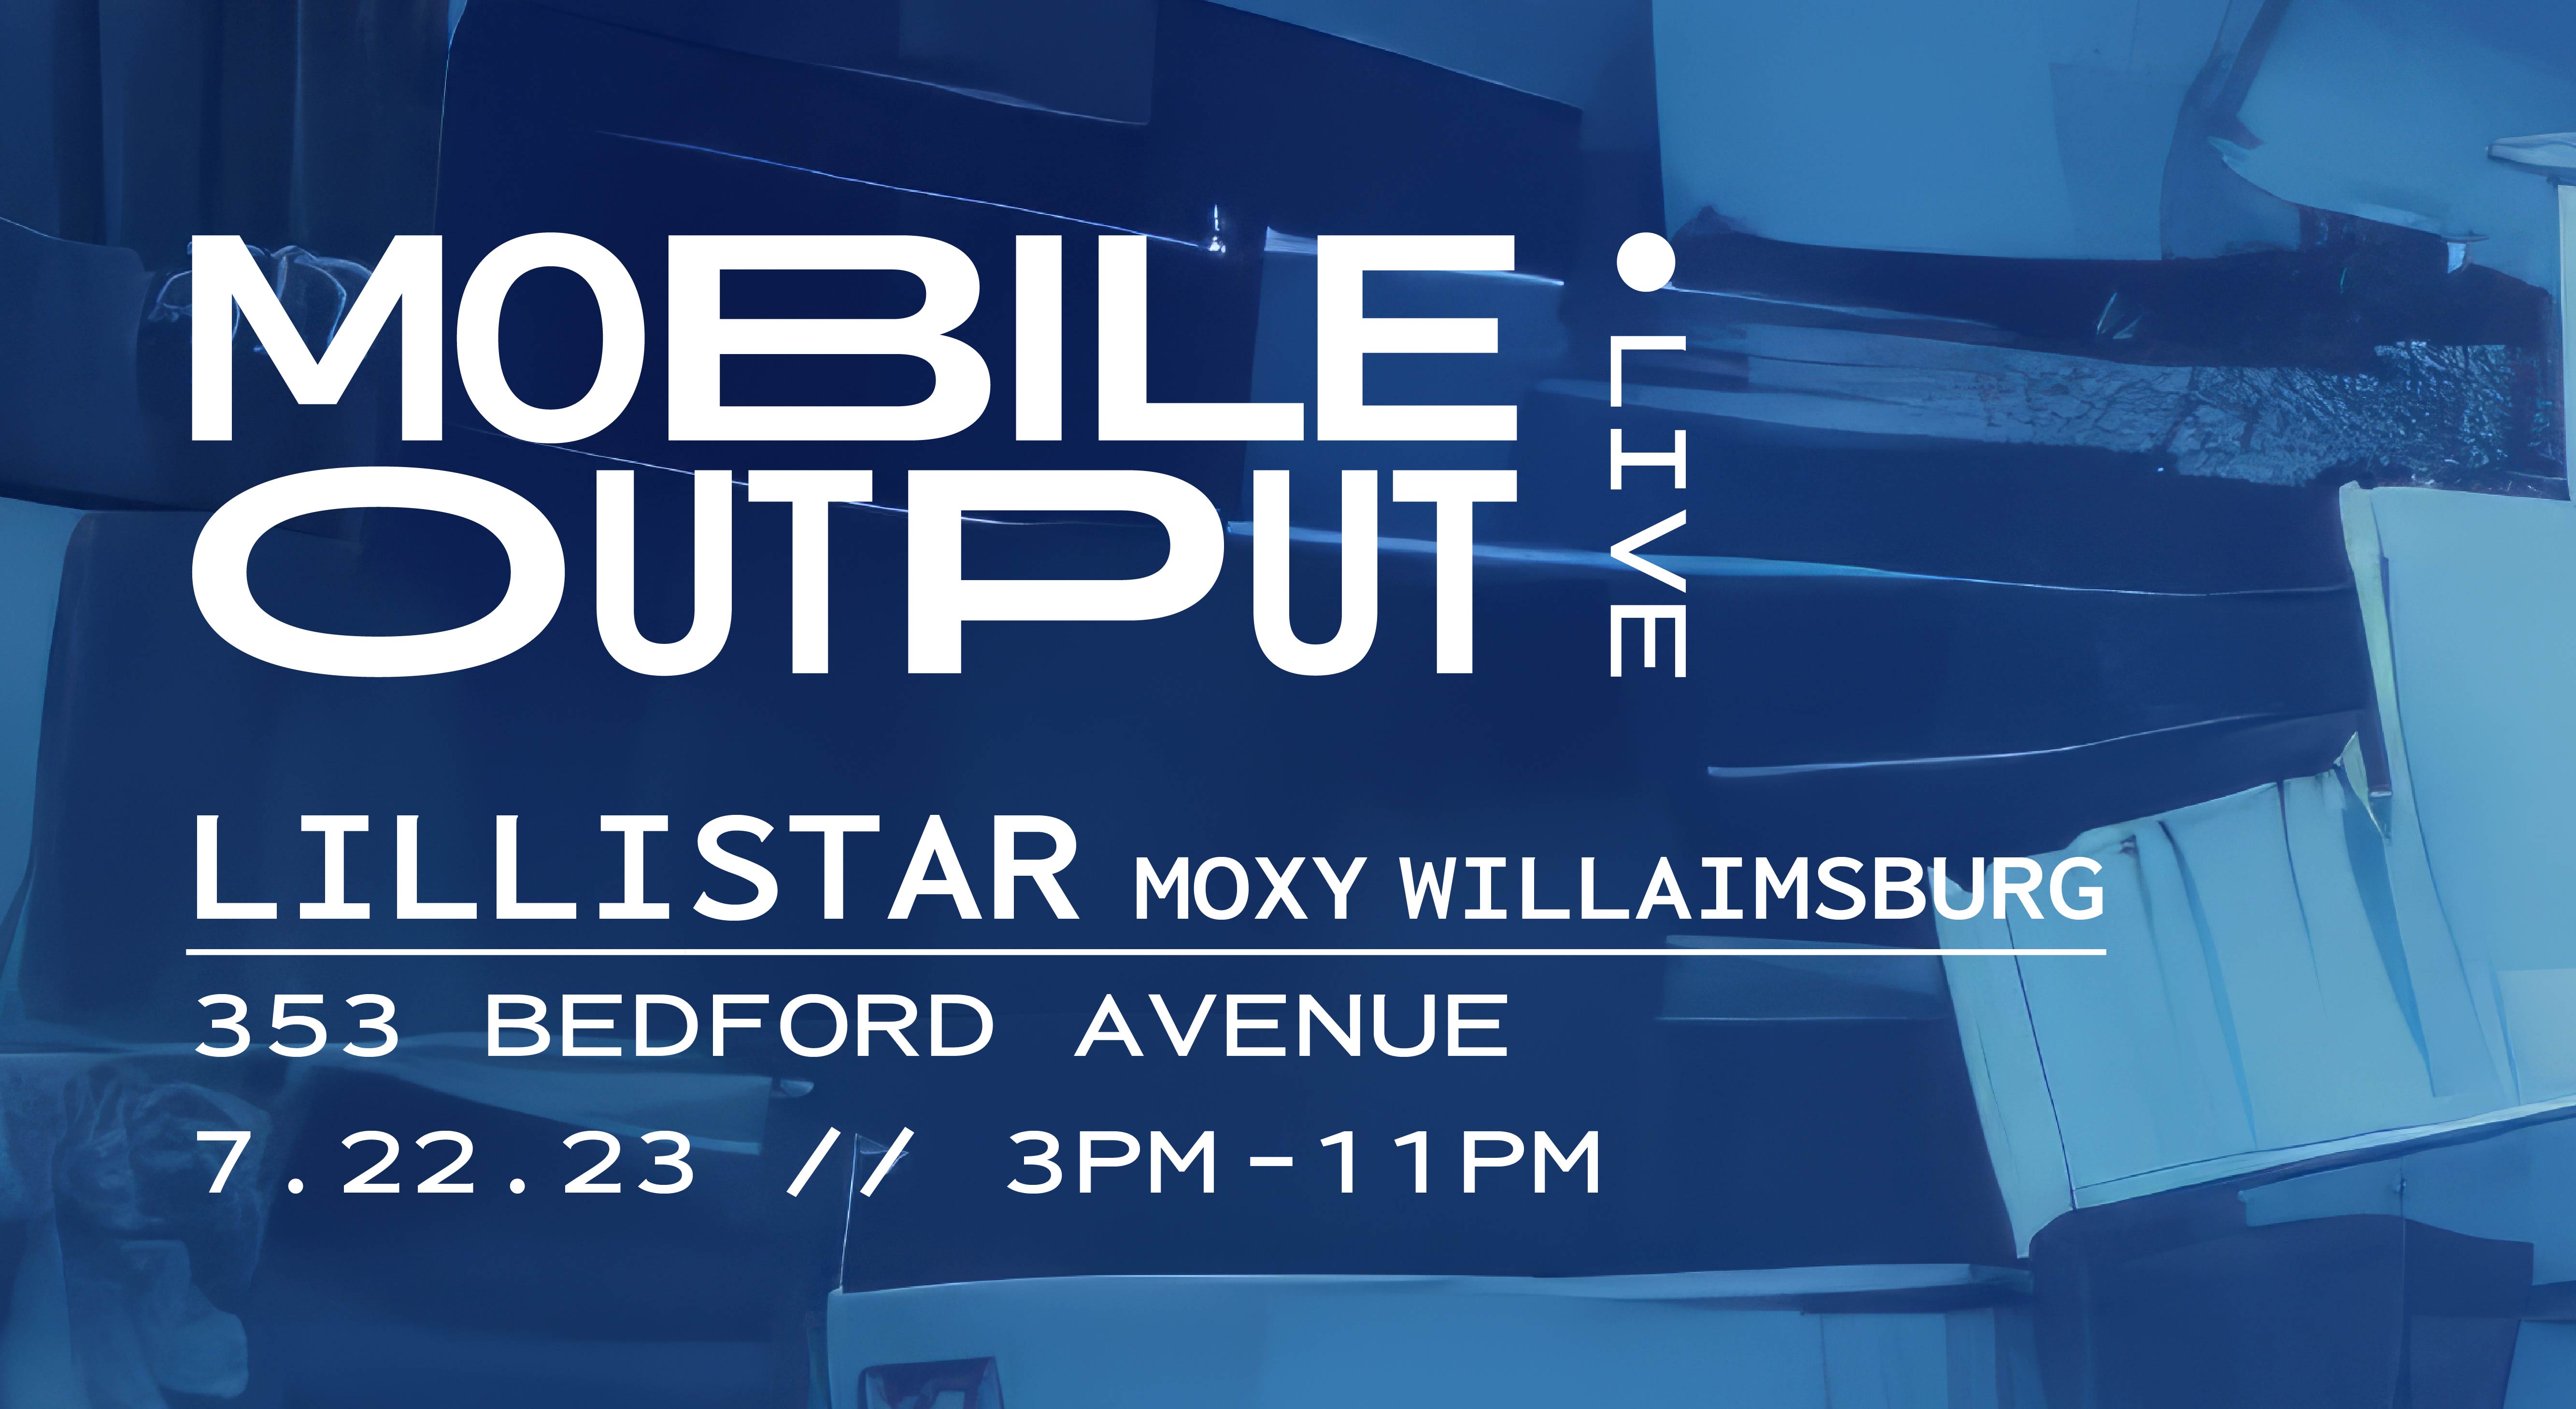 MOBILE
OUTPUT
LIVE
LILLISTAR MOXY WILLAIMSBURG
353 BEDFORD AVENUE
7.22.23 // 3PM-11PM